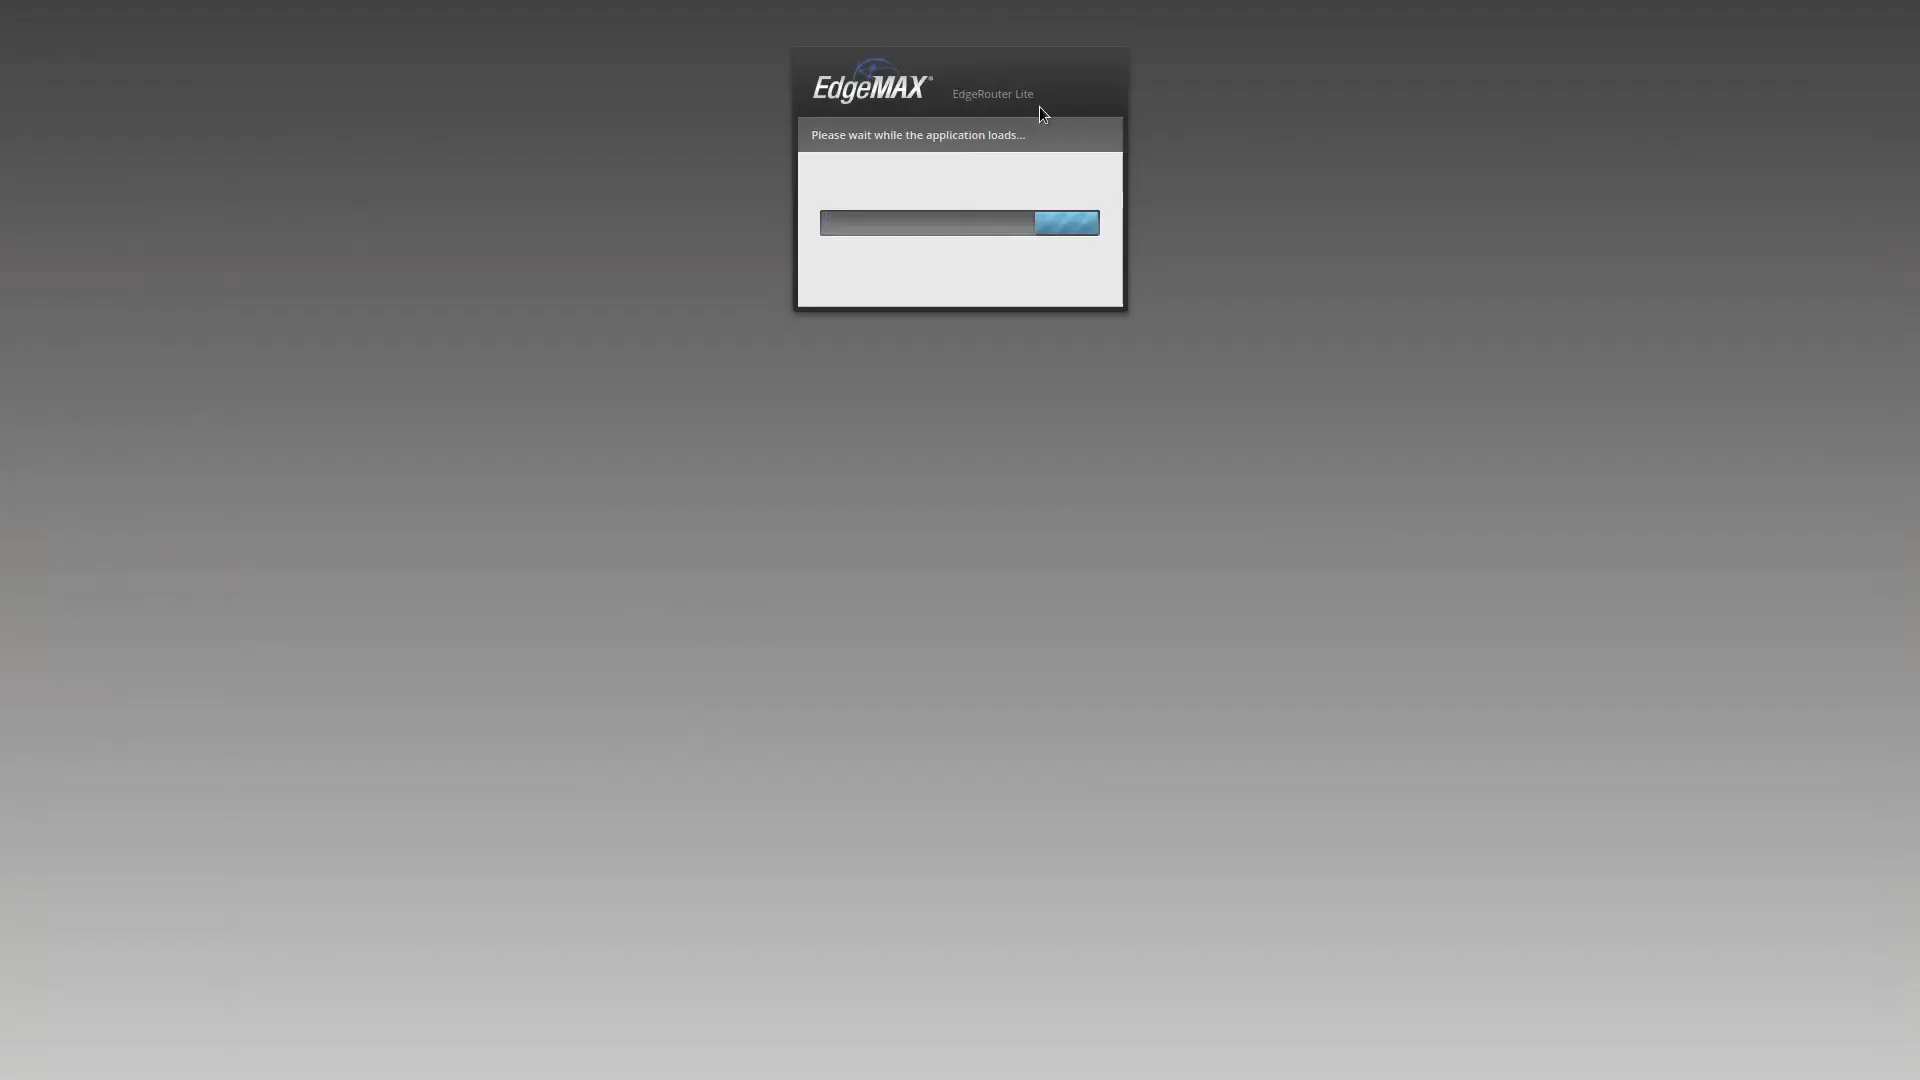 EdgeMAX®
EdgeRouter Lite
Please wait while the application loads...